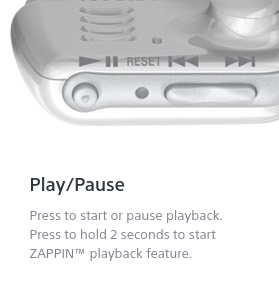 RESET
Play/Pause
Press to start or pause playback.
Press to hold 2 seconds to start
ZAPPIN™ playback feature.